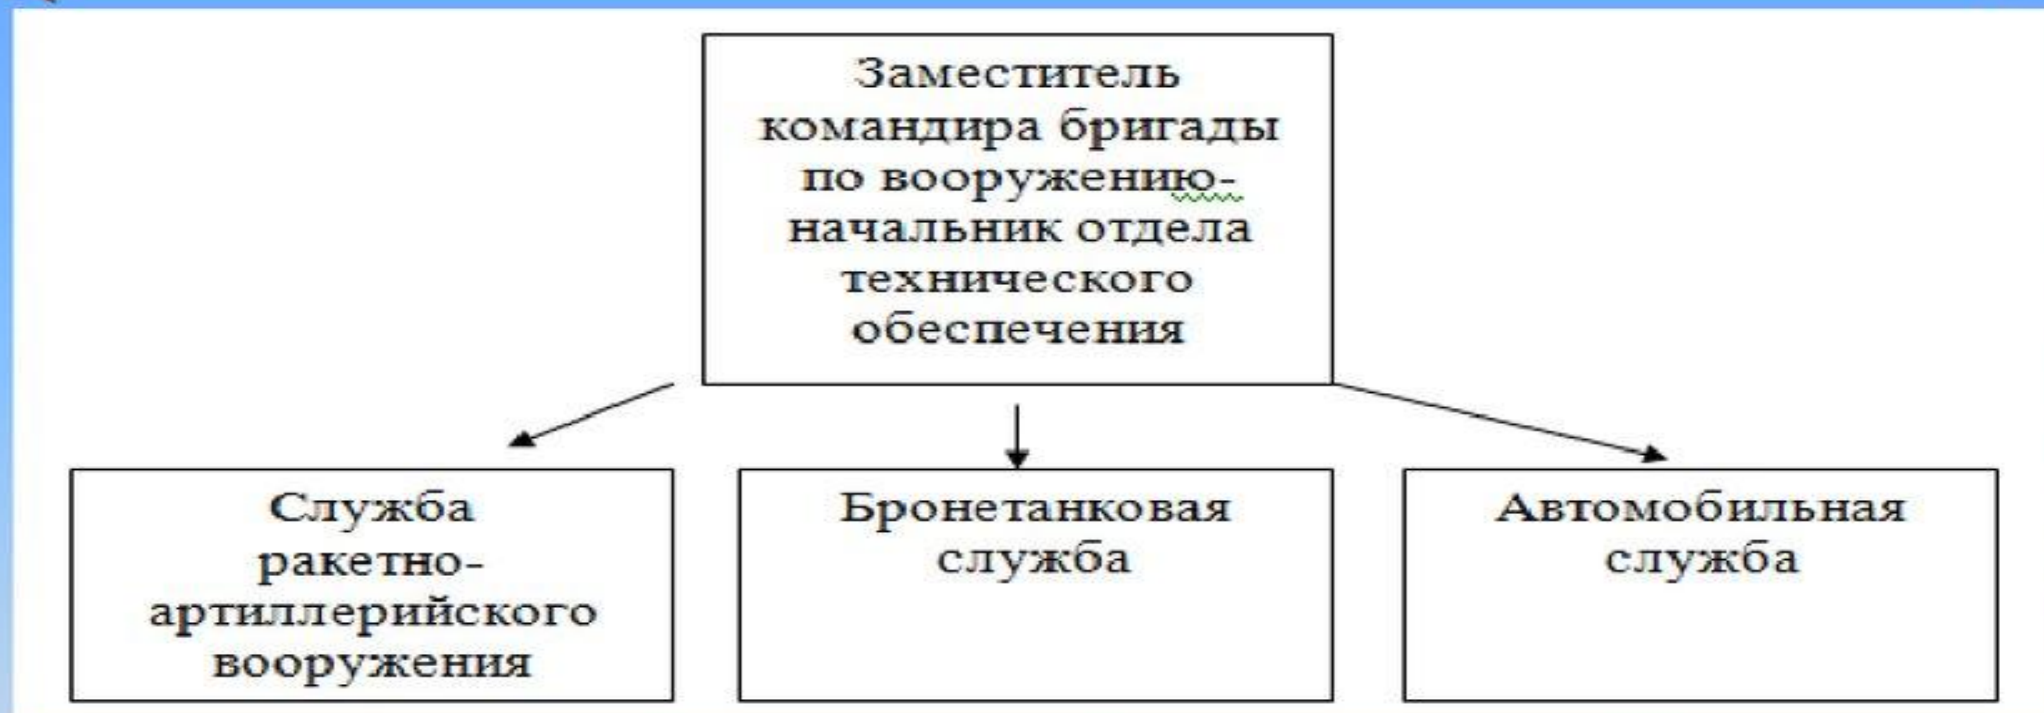 Заместитель
командира бригады
по вооружению-
начальник отдела
технического
обеспечения
Служба
ракетно-
артиллерийского
вооружения
Бронетанковая
служба
Автомобильная
служба